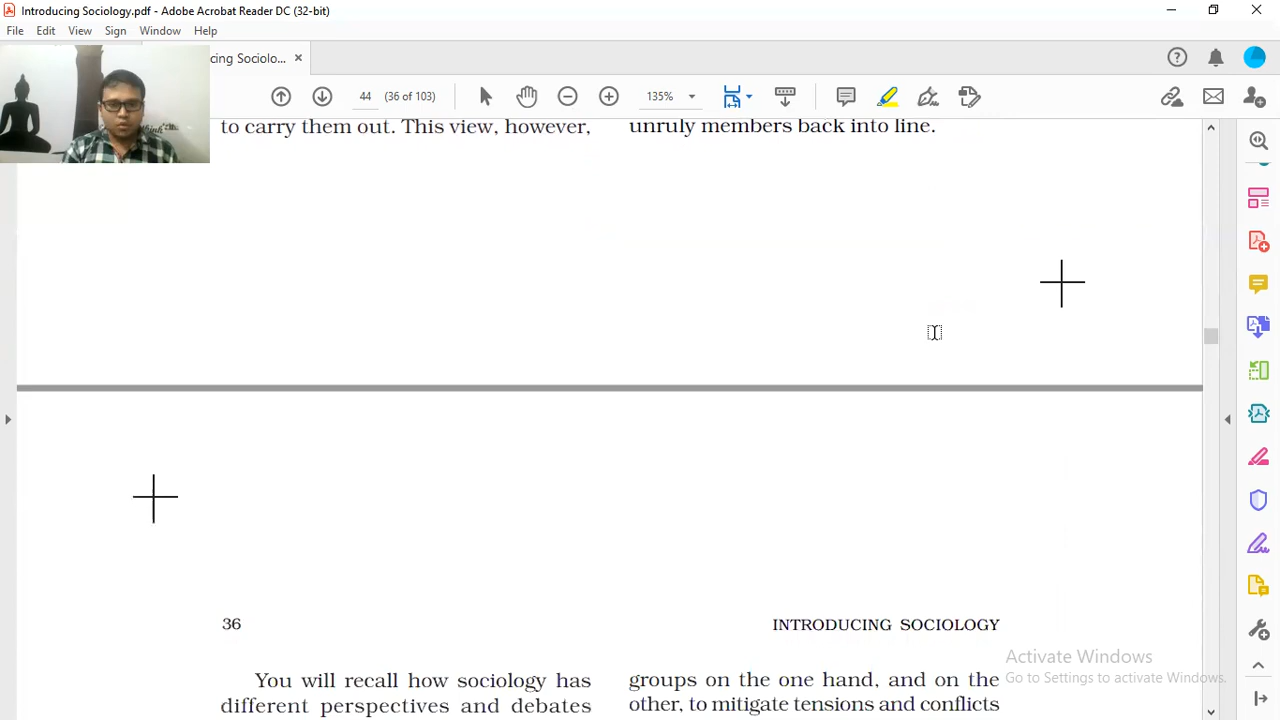 Introducing Sociology.pdf - Adobe Acrobat Reader DC (32-bit)
File Edit View Sign Window Help
cing Sociolo...
44 (36 of 103)
135%
to carry them out. This view, however,
unruly members back into line.
36
INTRODUCING SOCIOLOGY
You will recall how sociology has
different perspectives and debates
groups on the one hand, and on the
other, to mitigate tensions and conflicts
Activate Windows
Go to Settings to activate Windows.